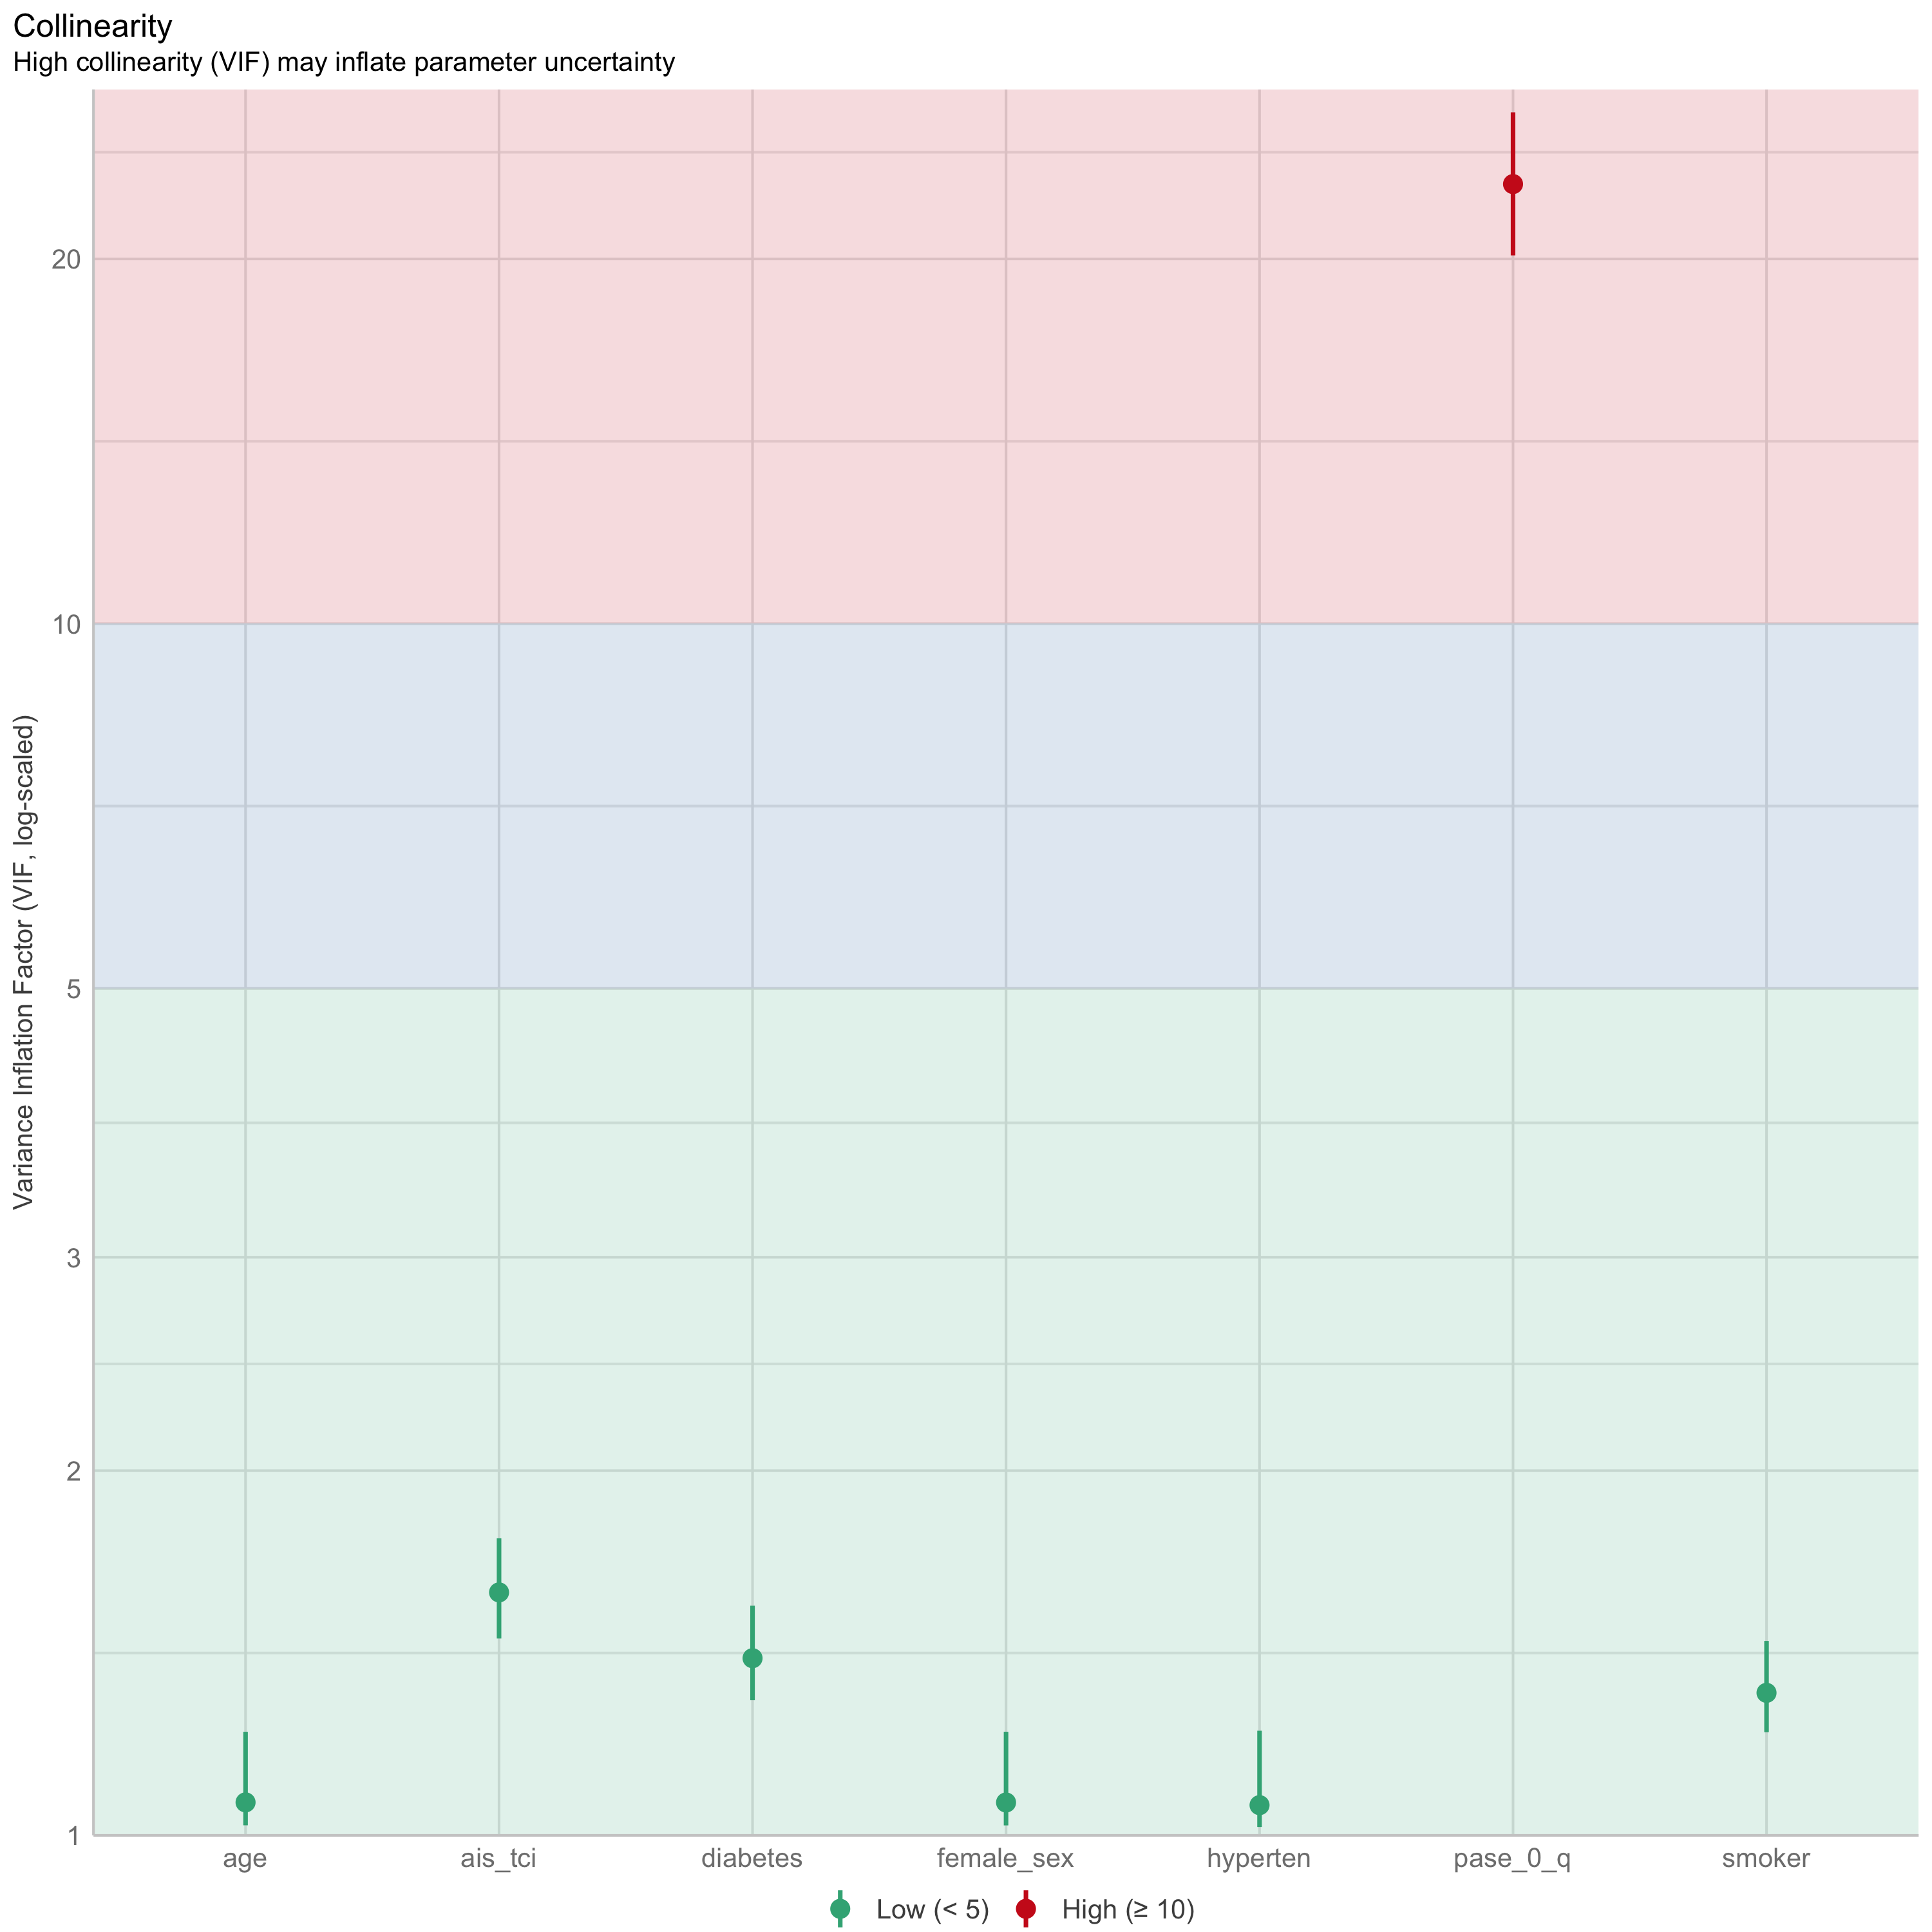 Collinearity
High collinearity (VIF) may inflate parameter uncertainty
Variance Inflation Factor (VIF, log-scaled)
20
10
5
3
2
1
age ais_tci diabetes female_sex hyperten pase_0_q smoker
Low (< 5) High (≥ 10)